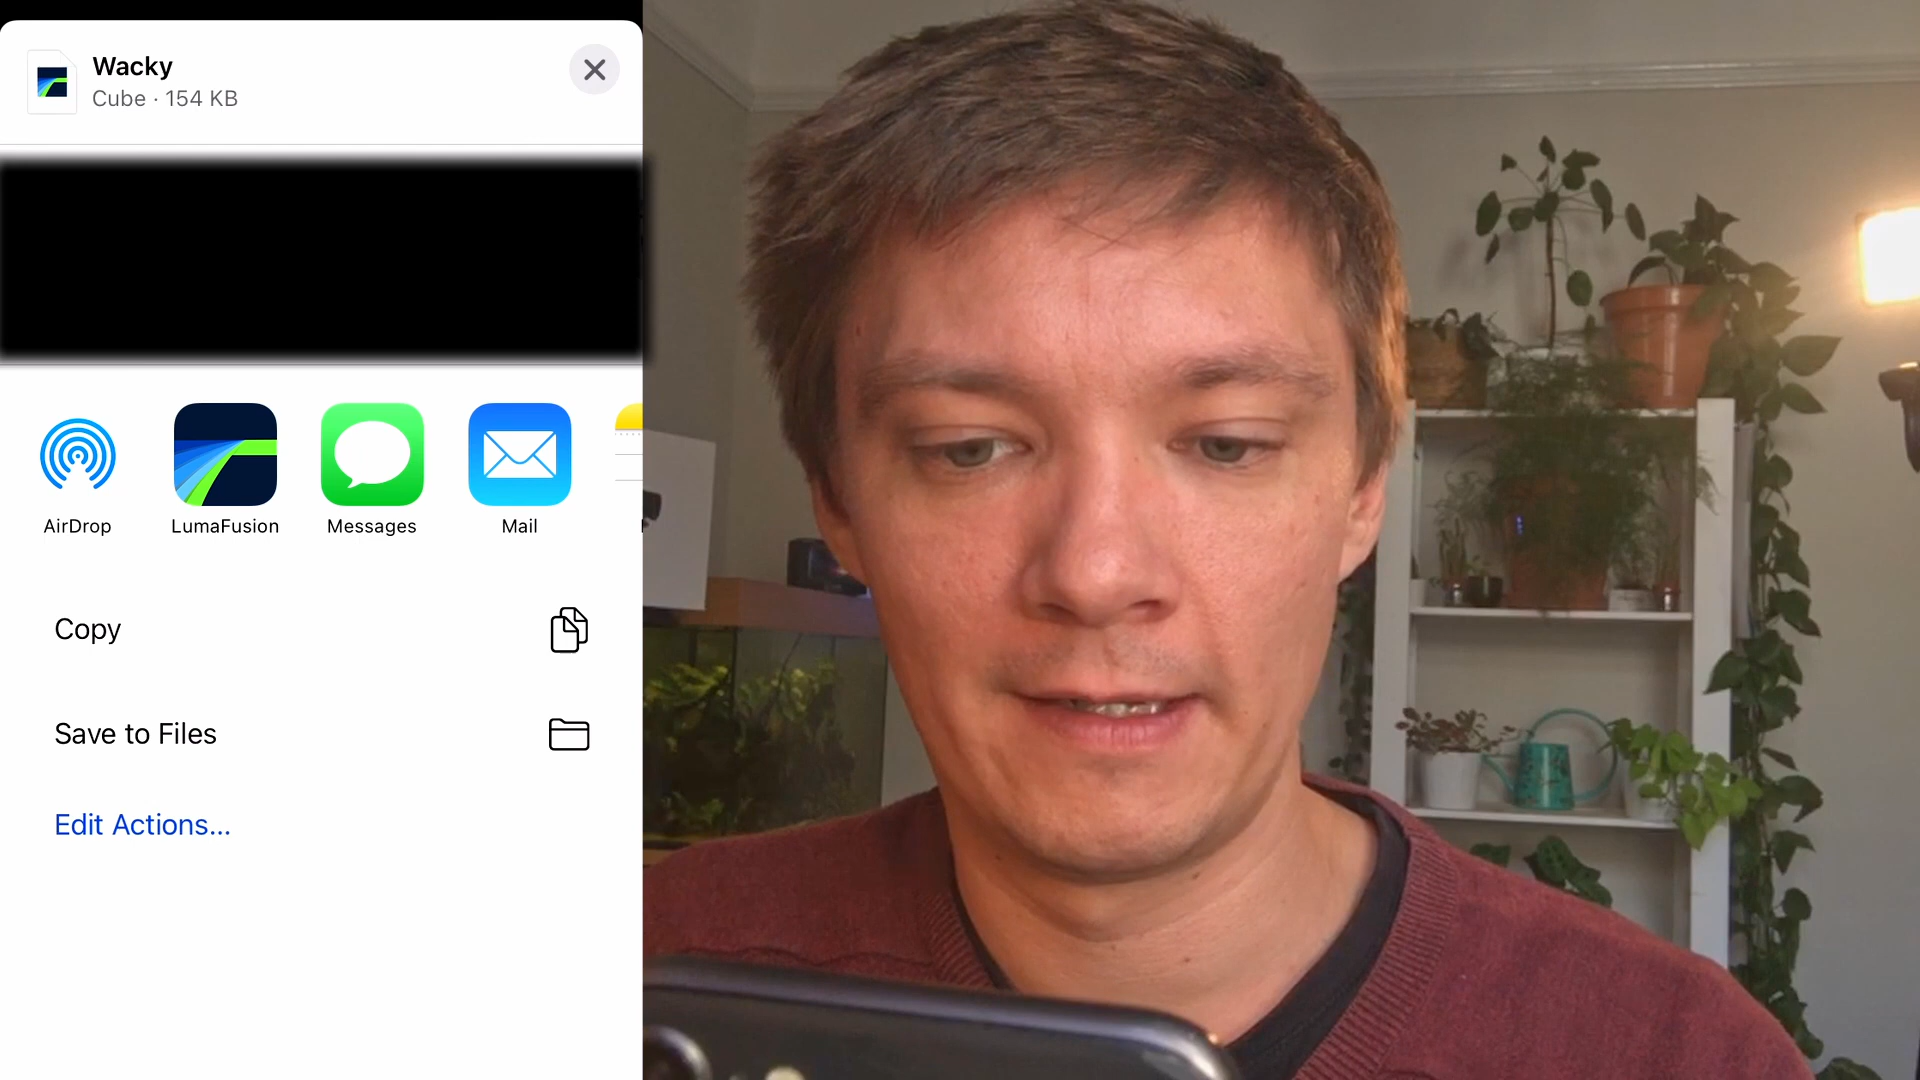 Wacky
Cube · 154 KB
AirDrop
LumaFusion
Messages
Mail
Copy
Save to Files
Edit Actions...